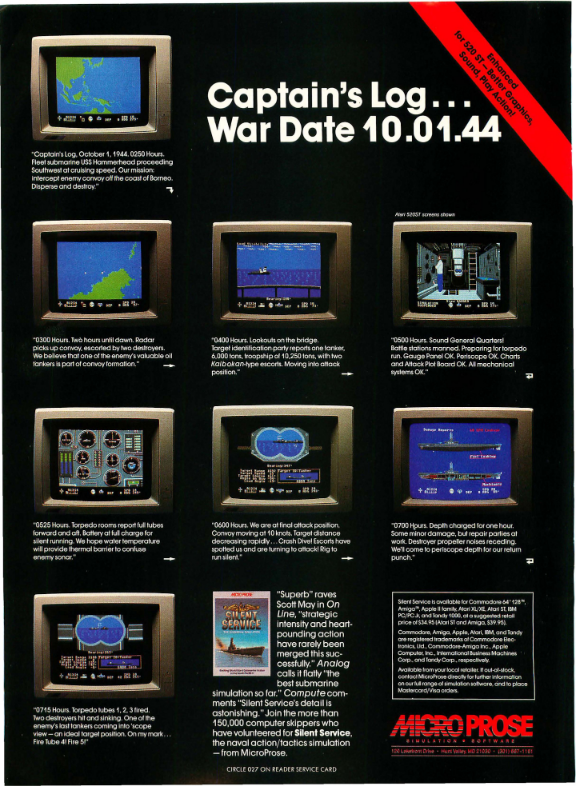 Enhanced
for 520 ST—Better Graphics,
Sound, Play Action!
Captain's Log...
War Date 10.01.44
"Captain's Log, October 1, 1944, 0250 Hours.
Fleet submarine USS Hammerhead proceeding
Southwest at cruising speed. Our mission:
intercept enemy convoy off the coast of Borneo.
Disperse and destroy."
Atari 520ST screens shown
"0300 Hours. Two hours until dawn. Radar
picks up convoy, escorted by two destroyers.
We believe that one of the enemy's valuable oil
tankers is part of convoy formation."
"0400 Hours. Lookouts on the bridge.
Target identification party reports one tanker,
6,000 tons, troopship of 10,250 tons, with two
Kaibokan-type escorts. Moving into attack
position."
"0500 Hours. Sound General Quarters!
Battle stations manned. Preparing for torpedo
run. Gauge Panel OK. Periscope OK. Charts
and Attack Plot Board OK. All mechanical
systems OK."
"0525 Hours. Torpedo rooms report full tubes
forward and aft. Battery at full charge for
silent running. We hope water temperature
will provide thermal barrier to confuse
enemy sonar."
"0600 Hours. We are at final attack position.
Convoy moving at 10 knots. Target distance
decreasing rapidly... Crash Dive! Escorts have
spotted us and are turning to attack! Rig to
run silent."
"0700 Hours. Depth charged for one hour.
Some minor damage, but repair parties at
work. Destroyer propeller noises receding.
We'll come to periscope depth for our return
punch."
"0715 Hours. Torpedo tubes 1, 2, 3 fired.
Two destroyers hit and sinking. One of the
enemy's last tankers coming into 'scope
view — an ideal target position. On my mark...
Fire Tube 4! Fire 5!"
MICROPROSE
SILENT
SERVICE
"Superb" raves
Scott May in On
Line, "strategic
intensity and heart-
pounding action
have rarely been
merged this suc-
cessfully." Analog
calls it flatly "the
best submarine
simulation so far." Compute com-
ments "Silent Service's detail is
astonishing." Join the more than
150,000 computer skippers who
have volunteered for Silent Service,
the naval action/tactics simulation
—from MicroProse.
Silent Service is available for Commodore 64/128™,
Amiga™, Apple II family, Atari XL/XE, Atari ST, IBM
PC/PC Jr, and Tandy 1000, at a suggested retail
price of $34.95 (Atari ST and Amiga, $39.95).
Commodore, Amiga, Apple, Atari, IBM, and Tandy
are registered trademarks of Commodore Elec-
tronics, Ltd., Commodore-Amiga Inc., Apple
Computer, Inc., International Business Machines
Corp., and Tandy Corp., respectively.
Available from your local retailer. If out-of-stock,
contact MicroProse directly for further information
on our full range of simulation software, and to place
Mastercard/Visa orders.
MICRO PROSE
SIMULATION • SOFTWARE
120 Lakefront Drive • Hunt Valley, MD 21030 • (301) 667-1151
CIRCLE 027 ON READER SERVICE CARD